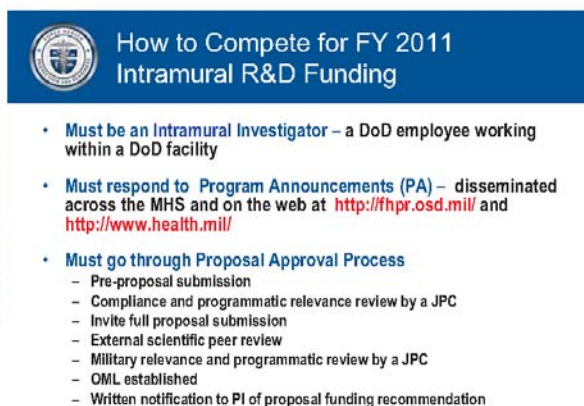 How to Compete for FY 2011
Intramural R&D Funding
• Must be an Intramural Investigator – a DoD employee working
within a DoD facility
• Must respond to Program Announcements (PA) – disseminated
across the MHS and on the web at http://fhpr.osd.mil/ and
http://www.health.mil/
• Must go through Proposal Approval Process
– Pre-proposal submission
– Compliance and programmatic relevance review by a JPC
– Invite full proposal submission
– External scientific peer review
– Military relevance and programmatic review by a JPC
– OML established
– Written notification to PI of proposal funding recommendation